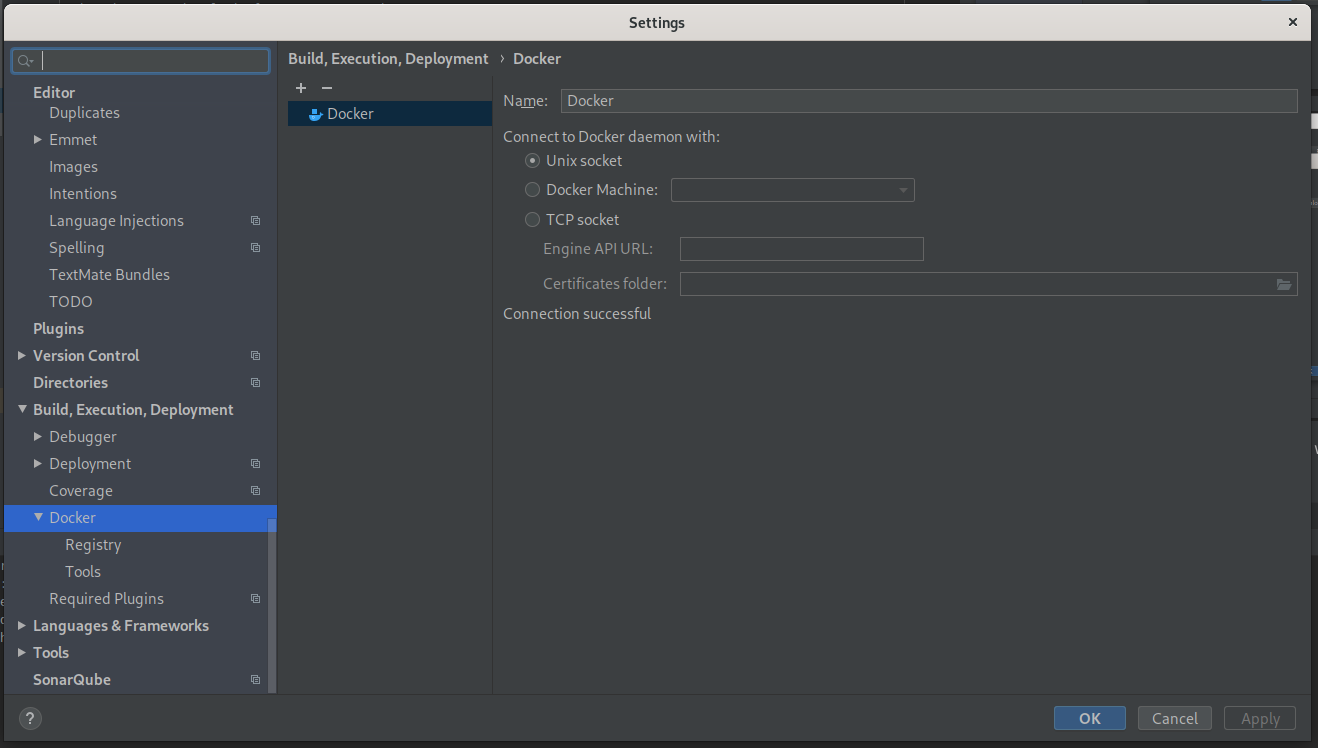 Settings
Build, Execution, Deployment › Docker
Editor
Duplicates
Emmet
Images
Intentions
Language Injections
Spelling
TextMate Bundles
TODO
Plugins
Version Control
Directories
Build, Execution, Deployment
Debugger
Deployment
Coverage
Docker
Registry
Tools
Required Plugins
Languages & Frameworks
Tools
SonarQube
Docker
Name: Docker
Connect to Docker daemon with:
Unix socket
Docker Machine:
TCP socket
Engine API URL:
Certificates folder:
Connection successful
?
OK Cancel Apply